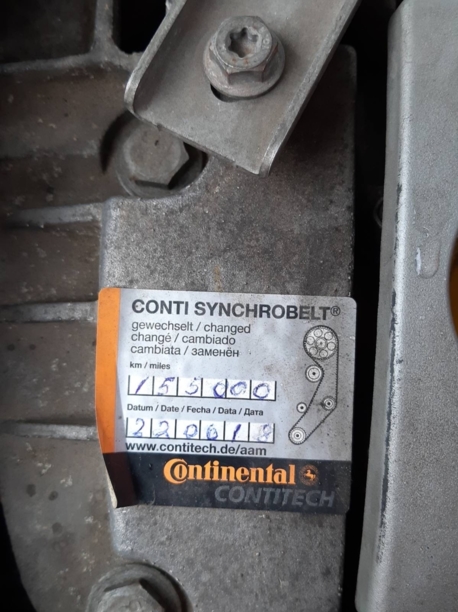 CONTI SYNCHROBELT®
gewechselt / changed
changé / cambiado
cambiata / заменён
km / miles
155000
Datum / Date / Fecha / Data / Дата
220618
www.contitech.de/aam
Continental
CONTITECH